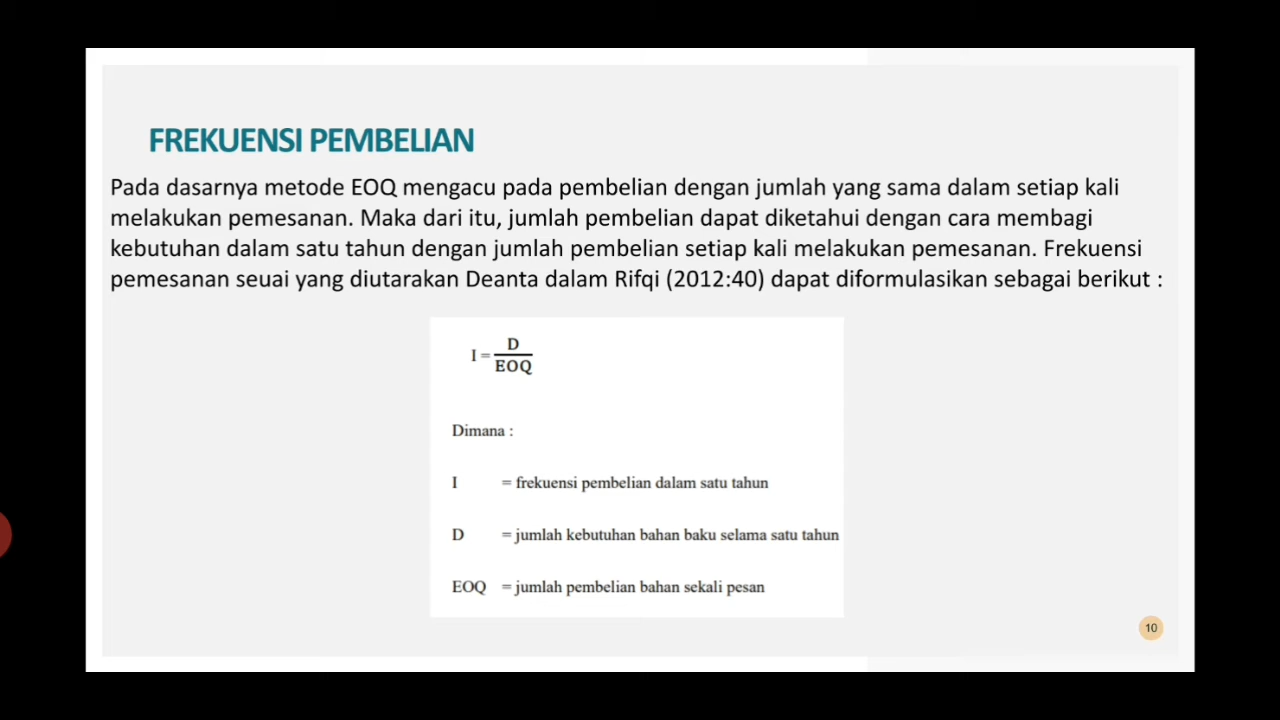 FREKUENSI PEMBELIAN
Pada dasarnya metode EOQ mengacu pada pembelian dengan jumlah yang sama dalam setiap kali
melakukan pemesanan. Maka dari itu, jumlah pembelian dapat diketahui dengan cara membagi
kebutuhan dalam satu tahun dengan jumlah pembelian setiap kali melakukan pemesanan. Frekuensi
pemesanan seuai yang diutarakan Deanta dalam Rifqi (2012:40) dapat diformulasikan sebagai berikut :
I = D
EOQ
Dimana :
I = frekuensi pembelian dalam satu tahun
D = jumlah kebutuhan bahan baku selama satu tahun
EOQ = jumlah pembelian bahan sekali pesan
10